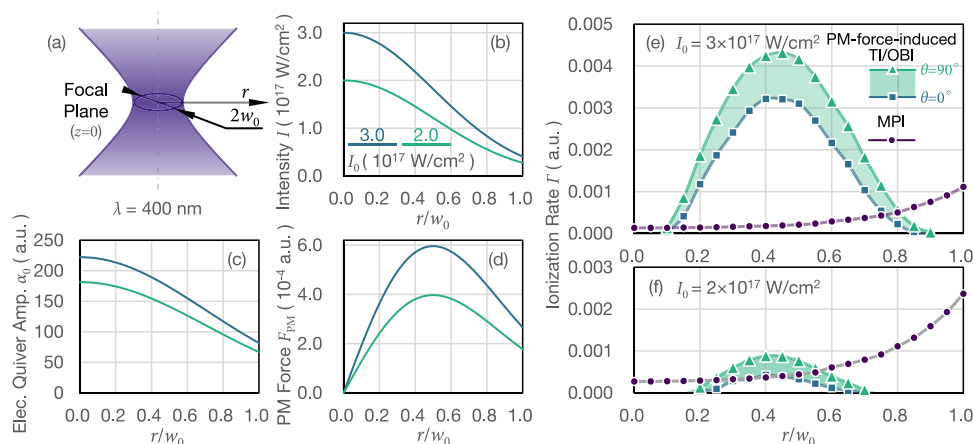 (a)
Focal
Plane
(z=0)
r
2w₀
λ = 400 nm
(b)
Intensity I (10¹⁷ W/cm²)
3.0
2.0
1.0
0.0
3.0 2.0
I₀ ( 10¹⁷ W/cm²)
0.0 0.2 0.4 0.6 0.8 1.0
r/w₀
(c)
Elec. Quiver Amp. α₀ ( a.u.)
250
200
150
100
50
0
0.0 0.2 0.4 0.6 0.8 1.0
r/w₀
(d)
PM Force F_PM (10⁻⁴ a.u.)
6.0
4.0
2.0
0.0
0.0 0.2 0.4 0.6 0.8 1.0
r/w₀
Ionization Rate Γ (a.u.)
(e) I₀ = 3×10¹⁷ W/cm²
PM-force-induced
TI/OBI
θ=90°
θ=0°
MPI
0.005
0.004
0.003
0.002
0.001
0.000
0.0 0.2 0.4 0.6 0.8 1.0
(f) I₀ = 2×10¹⁷ W/cm²
0.003
0.002
0.001
0.000
0.0 0.2 0.4 0.6 0.8 1.0
r/w₀